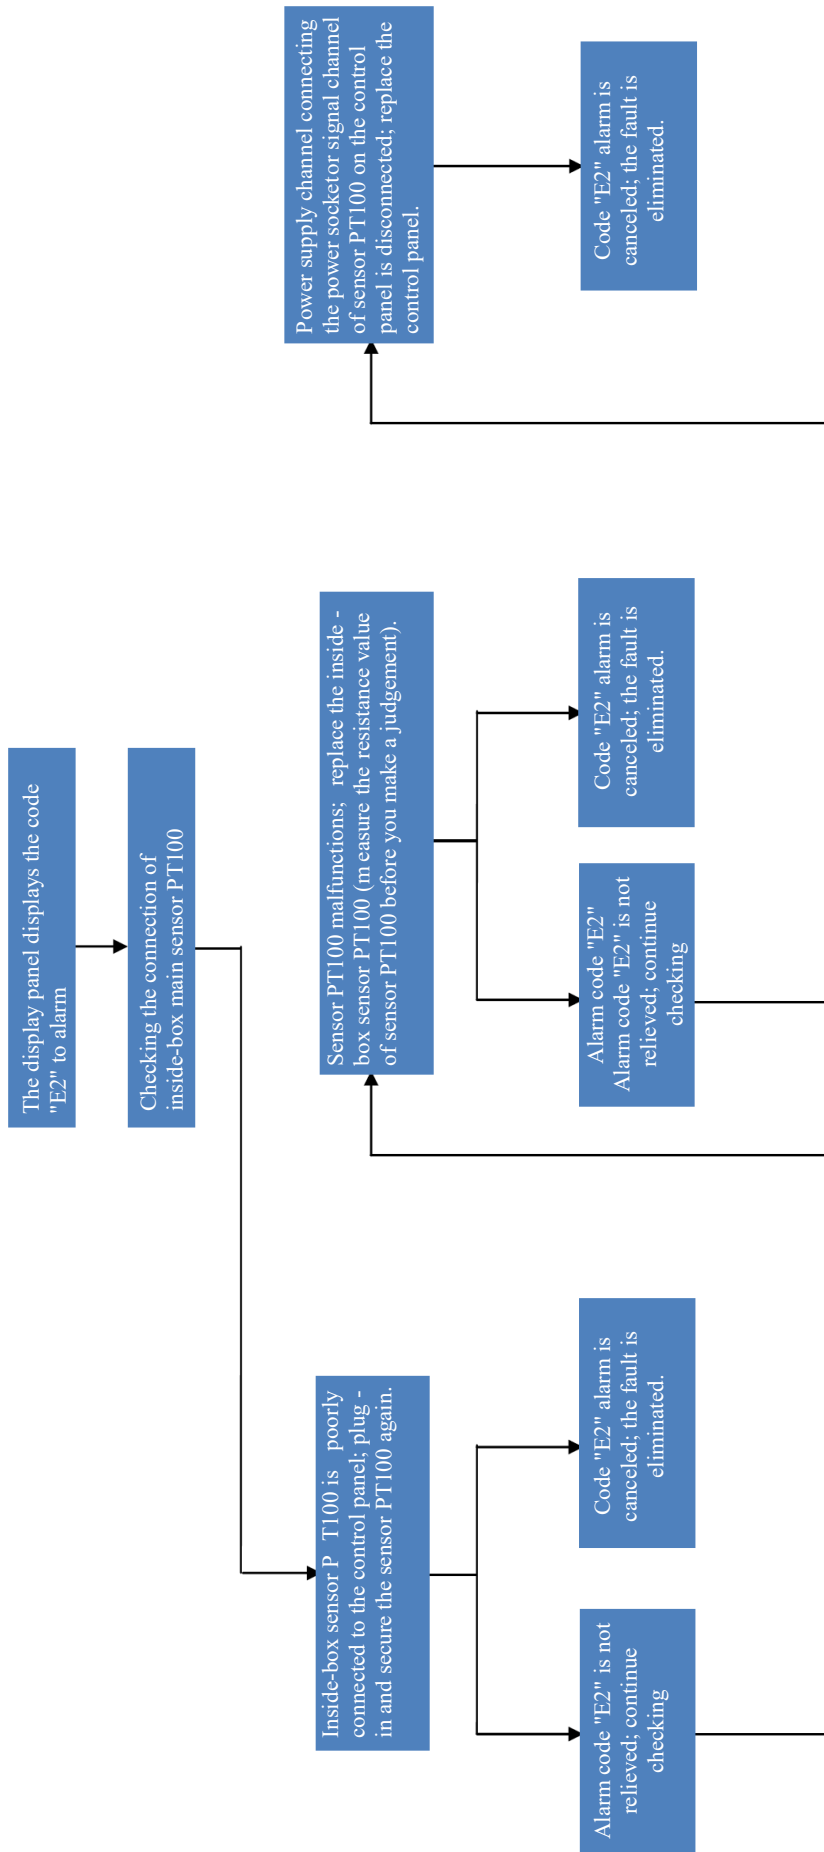 The display panel displays the code
"E2" to alarm
Checking the connection of
inside-box main sensor PT100
Inside-box sensor P T100 is poorly
connected to the control panel; plug -
in and secure the sensor PT100 again.
Alarm code "E2" is not
relieved; continue
checking
Code "E2" alarm is
canceled; the fault is
eliminated.
Sensor PT100 malfunctions; replace the inside -
box sensor PT100 (m easure the resistance value
of sensor PT100 before you make a judgement).
Alarm code "E2"
Alarm code "E2" is not
relieved; continue
checking
Code "E2" alarm is
canceled; the fault is
eliminated.
Power supply channel connecting
the power socketor signal channel
of sensor PT100 on the control
panel is disconnected; replace the
control panel.
Code "E2" alarm is
canceled; the fault is
eliminated.